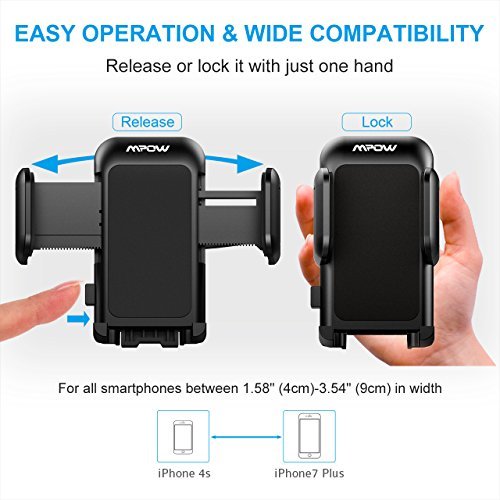 EASY OPERATION & WIDE COMPATIBILITY
Release or lock it with just one hand
Release
Lock
MPOW
MPOW
For all smartphones between 1.58" (4cm)-3.54" (9cm) in width
iPhone 4s
iPhone7 Plus